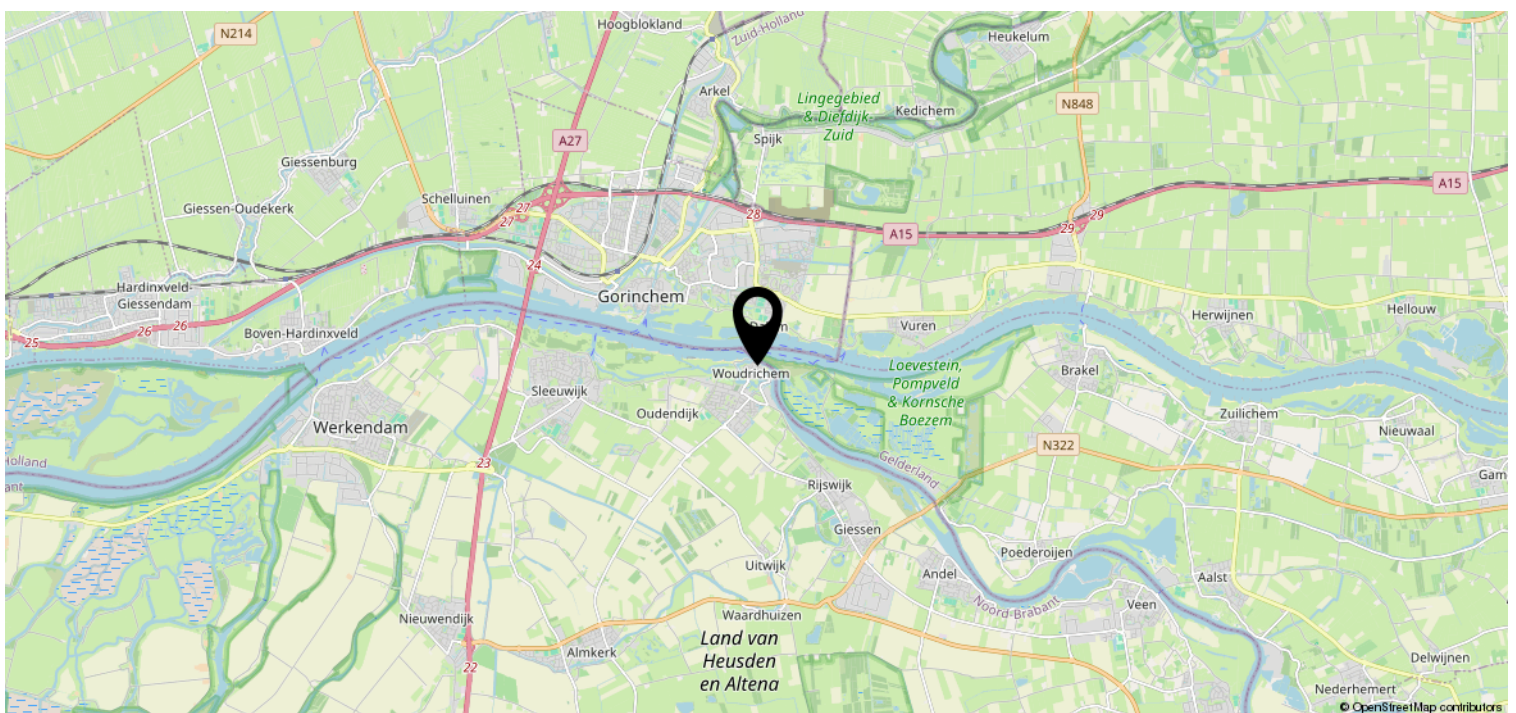 Hoogblokland
N214
Zuid-Holland
Heukelum
Arkel
Lingegebied
& Diefdijk-
Zuid
Kedichem
N848
A27
Spijk
Giessenburg
A15
Schelluinen
Giessen-Oudekerk
27
27
28
29
29
A15
24
Hardinxveld-
Giessendam
Gorinchem
26
26
Boven-Hardinxveld
25
Vuren
Herwijnen
Hellouw
Woudrichem
Loevestein,
Pompveld
& Kornsche
Boezem
Brakel
Sleeuwijk
Oudendijk
Zuilichem
Werkendam
Nieuwaal
N322
Holland
ant
23
Gelderland
Gam
Rijswijk
Giessen
Poederoijen
Uitwijk
Andel
Aalst
Noord-Brabant
Veen
Nieuwendijk
Waardhuizen
Land van
Heusden
en Altena
Almkerk
22
Delwijnen
Nederhemert
© OpenStreetMap contributors